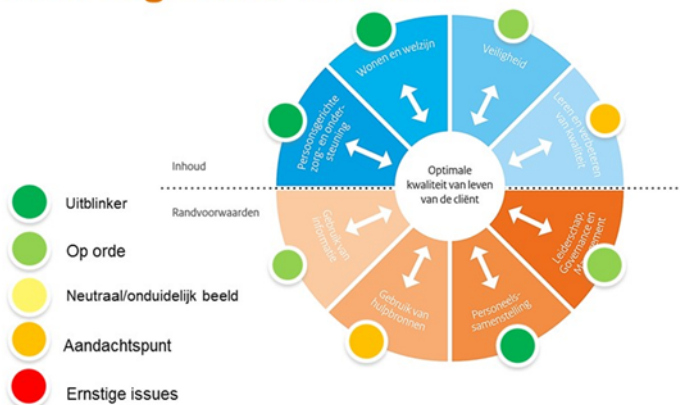 Wonen en welzijn
Veiligheid
Persoonsgerichte
zorg- en onder-
steuning
Leren en verbeteren
van kwaliteit
Inhoud
Optimale
kwaliteit van leven
van de cliënt
Randvoorwaarden
Gebruik van
informatie
Leiderschap,
Governance en
Gebruik van
hulpbronnen
Personeels-
samenstelling
Uitblinker
Op orde
Neutraal/onduidelijk beeld
Aandachtspunt
Ernstige issues